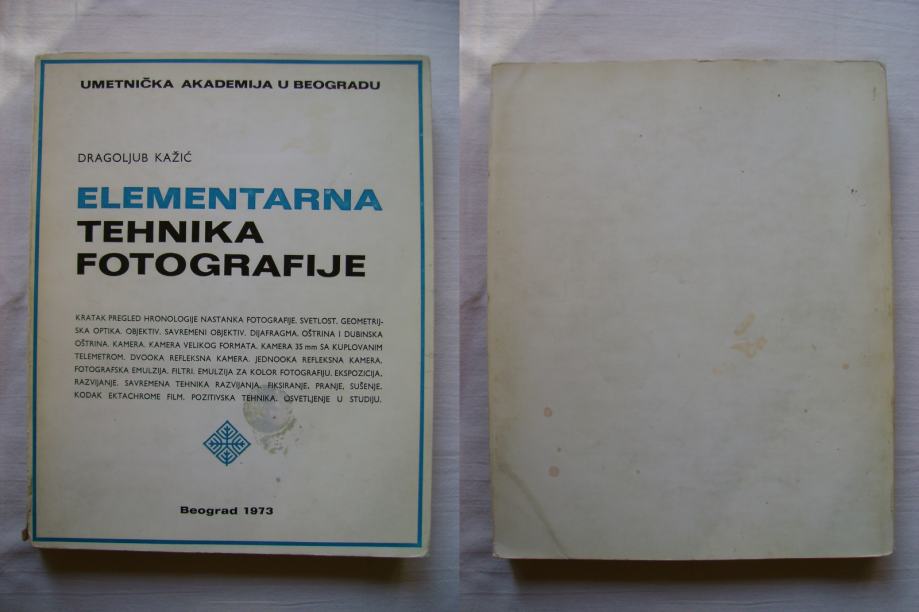 UMETNIČKA AKADEMIJA U BEOGRADU
DRAGOLJUB KAŽIĆ
ELEMENTARNA
TEHNIKA
FOTOGRAFIJE
KRATAK PREGLED HRONOLOGIJE NASTANKA FOTOGRAFIJE. SVETLOST. GEOMETRIJ-
SKA OPTIKA. OBJEKTIV. SAVREMENI OBJEKTIV. DIJAFRAGMA. OŠTRINA I DUBINSKA
OŠTRINA. KAMERA. KAMERA VELIKOG FORMATA. KAMERA 35 mm SA KUPLOVANIM
TELEMETROM. DVOOKA REFLEKSNA KAMERA. JEDNOOKA REFLEKSNA KAMERA.
FOTOGRAFSKA EMULZIJA. FILTRI. EMULZIJA ZA KOLOR FOTOGRAFIJU. EKSPOZICIJA.
RAZVIJANJE. SAVREMENA TEHNIKA RAZVIJANJA. FIKSIRANJE, PRANJE, SUŠENJE.
KODAK EKTACHROME FILM. POZITIVSKA TEHNIKA. OSVETLJENJE U STUDIJU.
Beograd 1973